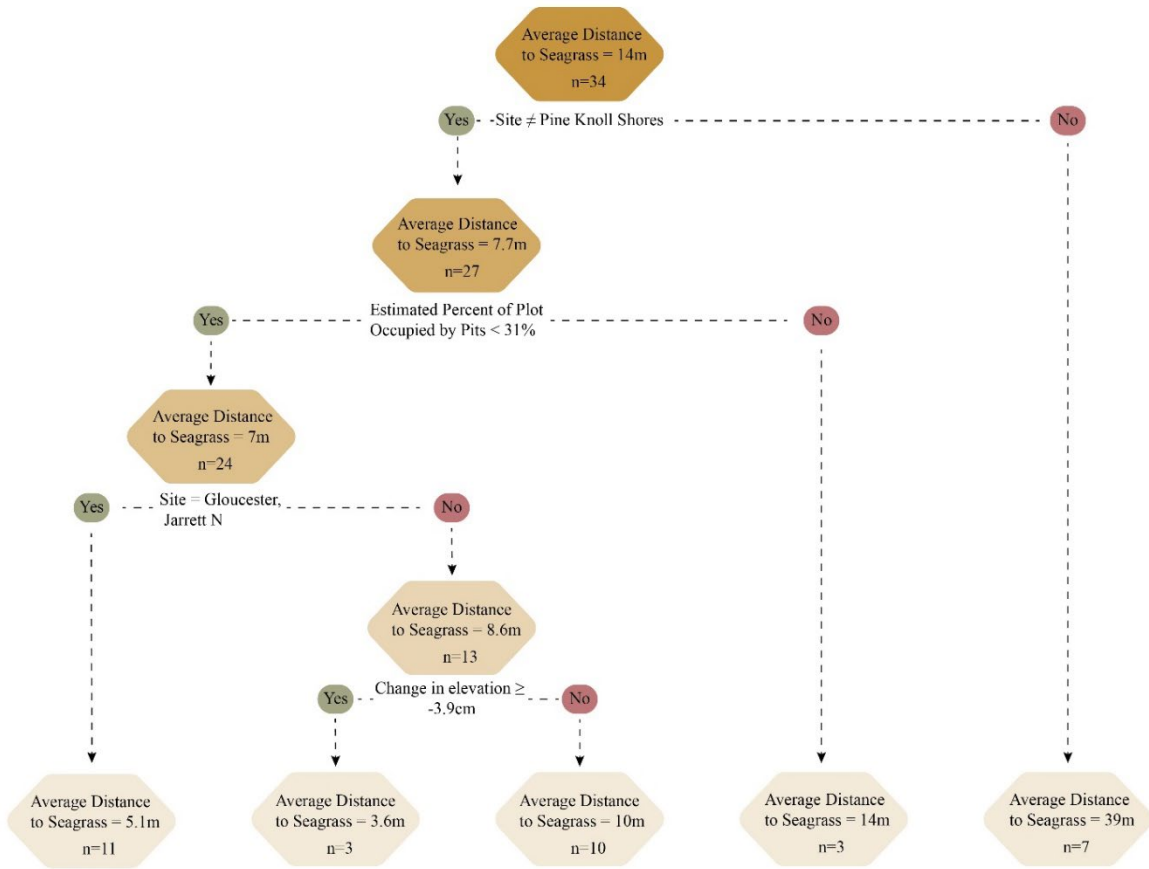 Average Distance
to Seagrass = 14m
n=34
Yes
Site ≠ Pine Knoll Shores
No
Average Distance
to Seagrass = 7.7m
n=27
Yes
Estimated Percent of Plot
Occupied by Pits < 31%
No
Average Distance
to Seagrass = 7m
n=24
Yes
Site = Gloucester,
Jarrett N
No
Average Distance
to Seagrass = 8.6m
n=13
Yes
Change in elevation ≥
-3.9cm
No
Average Distance
to Seagrass = 5.1m
n=11
Average Distance
to Seagrass = 3.6m
n=3
Average Distance
to Seagrass = 10m
n=10
Average Distance
to Seagrass = 14m
n=3
Average Distance
to Seagrass = 39m
n=7